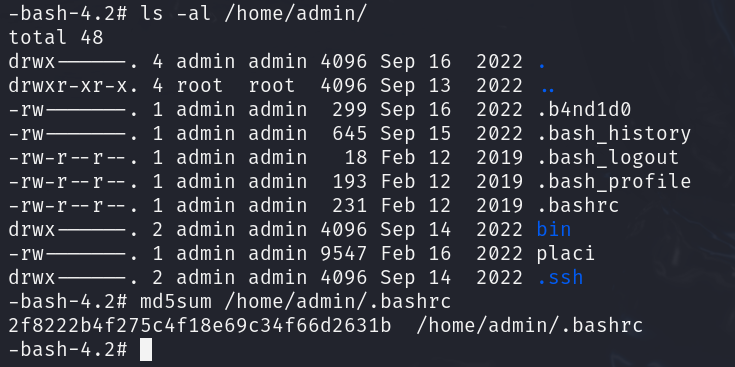 -bash-4.2# ls -al /home/admin/
total 48
drwx------. 4 admin admin 4096 Sep 16  2022 .
drwxr-xr-x. 4 root  root  4096 Sep 13  2022 ..
-rw-------. 1 admin admin  299 Sep 16  2022 .b4nd1d0
-rw-------. 1 admin admin  645 Sep 15  2022 .bash_history
-rw-r--r--. 1 admin admin   18 Feb 12  2019 .bash_logout
-rw-r--r--. 1 admin admin  193 Feb 12  2019 .bash_profile
-rw-r--r--. 1 admin admin  231 Feb 12  2019 .bashrc
drwx------. 2 admin admin 4096 Sep 14  2022 bin
-rw-------. 1 admin admin 9547 Feb 16  2022 placi
drwx------. 2 admin admin 4096 Sep 14  2022 .ssh
-bash-4.2# md5sum /home/admin/.bashrc
2f8222b4f275c4f18e69c34f66d2631b  /home/admin/.bashrc
-bash-4.2#